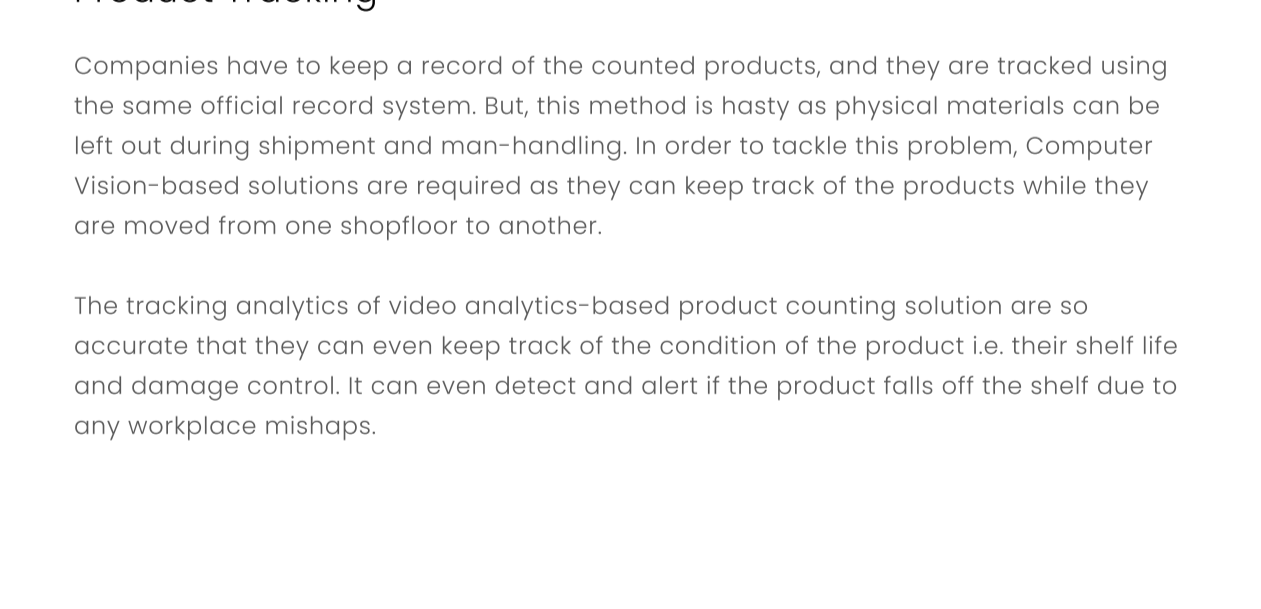 Product Tracking
Companies have to keep a record of the counted products, and they are tracked using
the same official record system. But, this method is hasty as physical materials can be
left out during shipment and man-handling. In order to tackle this problem, Computer
Vision-based solutions are required as they can keep track of the products while they
are moved from one shopfloor to another.
The tracking analytics of video analytics-based product counting solution are so
accurate that they can even keep track of the condition of the product i.e. their shelf life
and damage control. It can even detect and alert if the product falls off the shelf due to
any workplace mishaps.